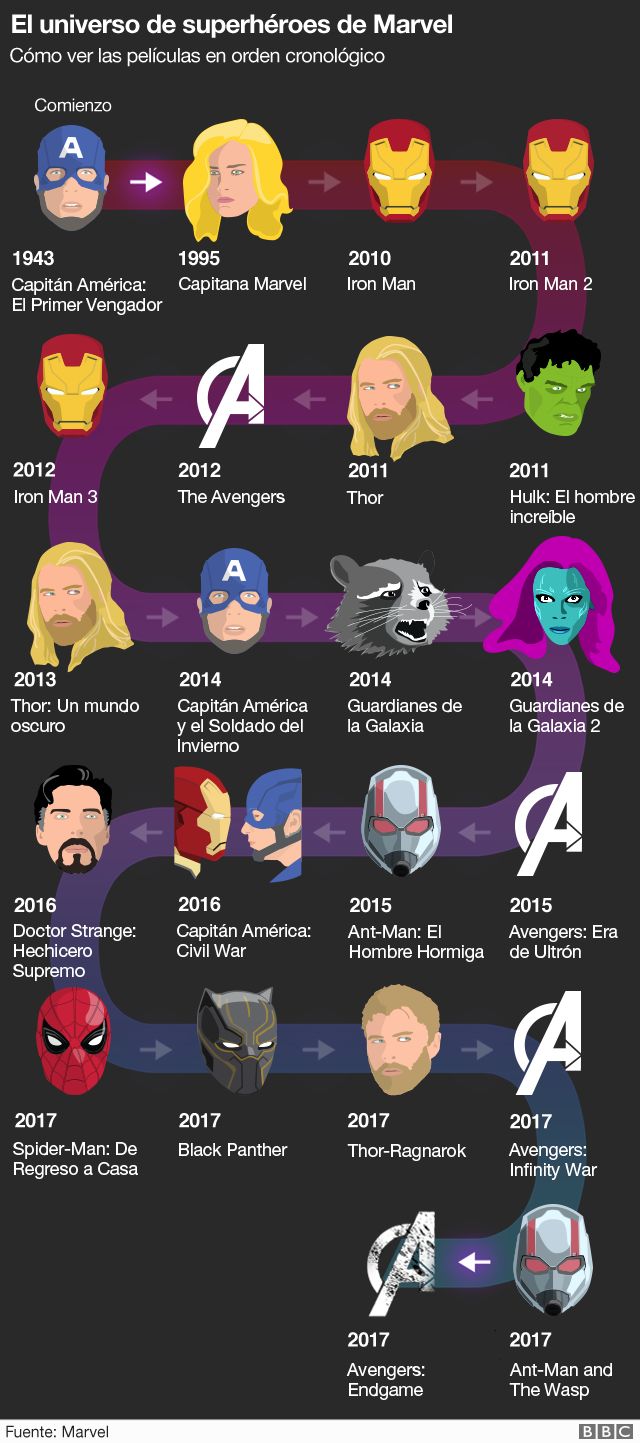 El universo de superhéroes de Marvel
Cómo ver las películas en orden cronológico
Comienzo
A
1943
Capitán América:
El Primer Vengador
1995
Capitana Marvel
2010
Iron Man
2011
Iron Man 2
2011
Hulk: El hombre
increíble
2011
Thor
A
2012
The Avengers
2012
Iron Man 3
2013
Thor: Un mundo
oscuro
A
2014
Capitán América
y el Soldado del
Invierno
2014
Guardianes de
la Galaxia
2014
Guardianes de
la Galaxia 2
A
2015
Avengers: Era
de Ultrón
2015
Ant-Man: El
Hombre Hormiga
2016
Capitán América:
Civil War
2016
Doctor Strange:
Hechicero
Supremo
2017
Spider-Man: De
Regreso a Casa
2017
Black Panther
2017
Thor-Ragnarok
A
2017
Avengers:
Infinity War
2017
Ant-Man and
The Wasp
A
2017
Avengers:
Endgame
Fuente: Marvel
BBC